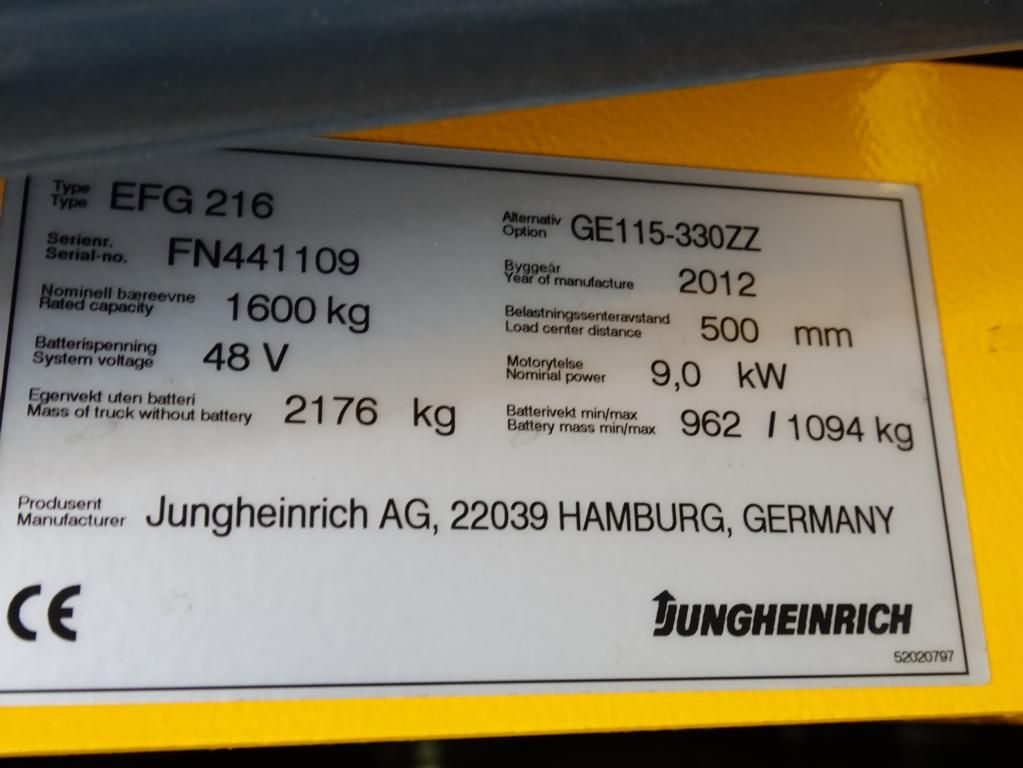 Type
Type EFG 216
Alternativ
Option GE115-330ZZ
Serienr.
Serial-no. FN441109
Byggeår
Year of manufacture 2012
Nominell bæreevne
Rated capacity 1600 kg
Belastningssenteravstand
Load center distance 500 mm
Batterispenning
System voltage 48 V
Motorytelse
Nominal power 9,0 kW
Egenvekt uten batteri
Mass of truck without battery 2176 kg
Batterivekt min/max
Battery mass min/max 962 / 1094 kg
Produsent
Manufacturer Jungheinrich AG, 22039 HAMBURG, GERMANY
CE
JUNGHEINRICH
52020797